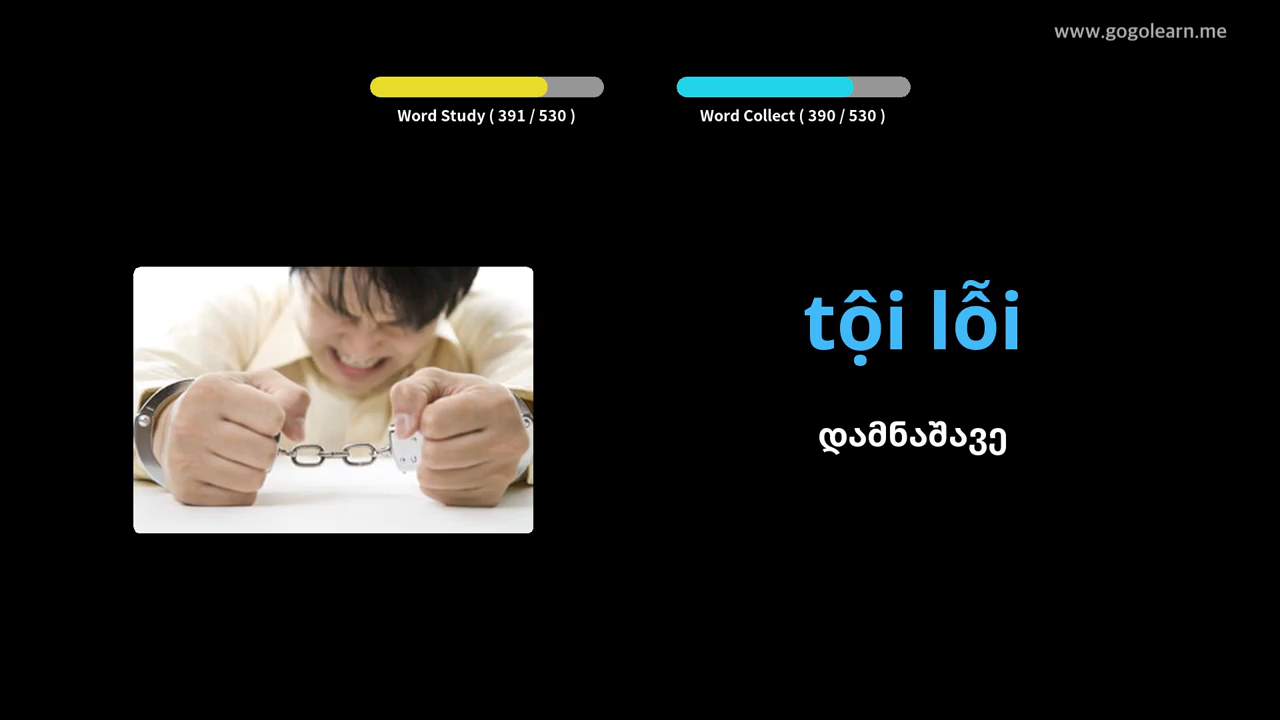 www.gogolearn.me
Word Study ( 391 / 530 )
Word Collect ( 390 / 530 )
tội lỗi
დამნაშავე